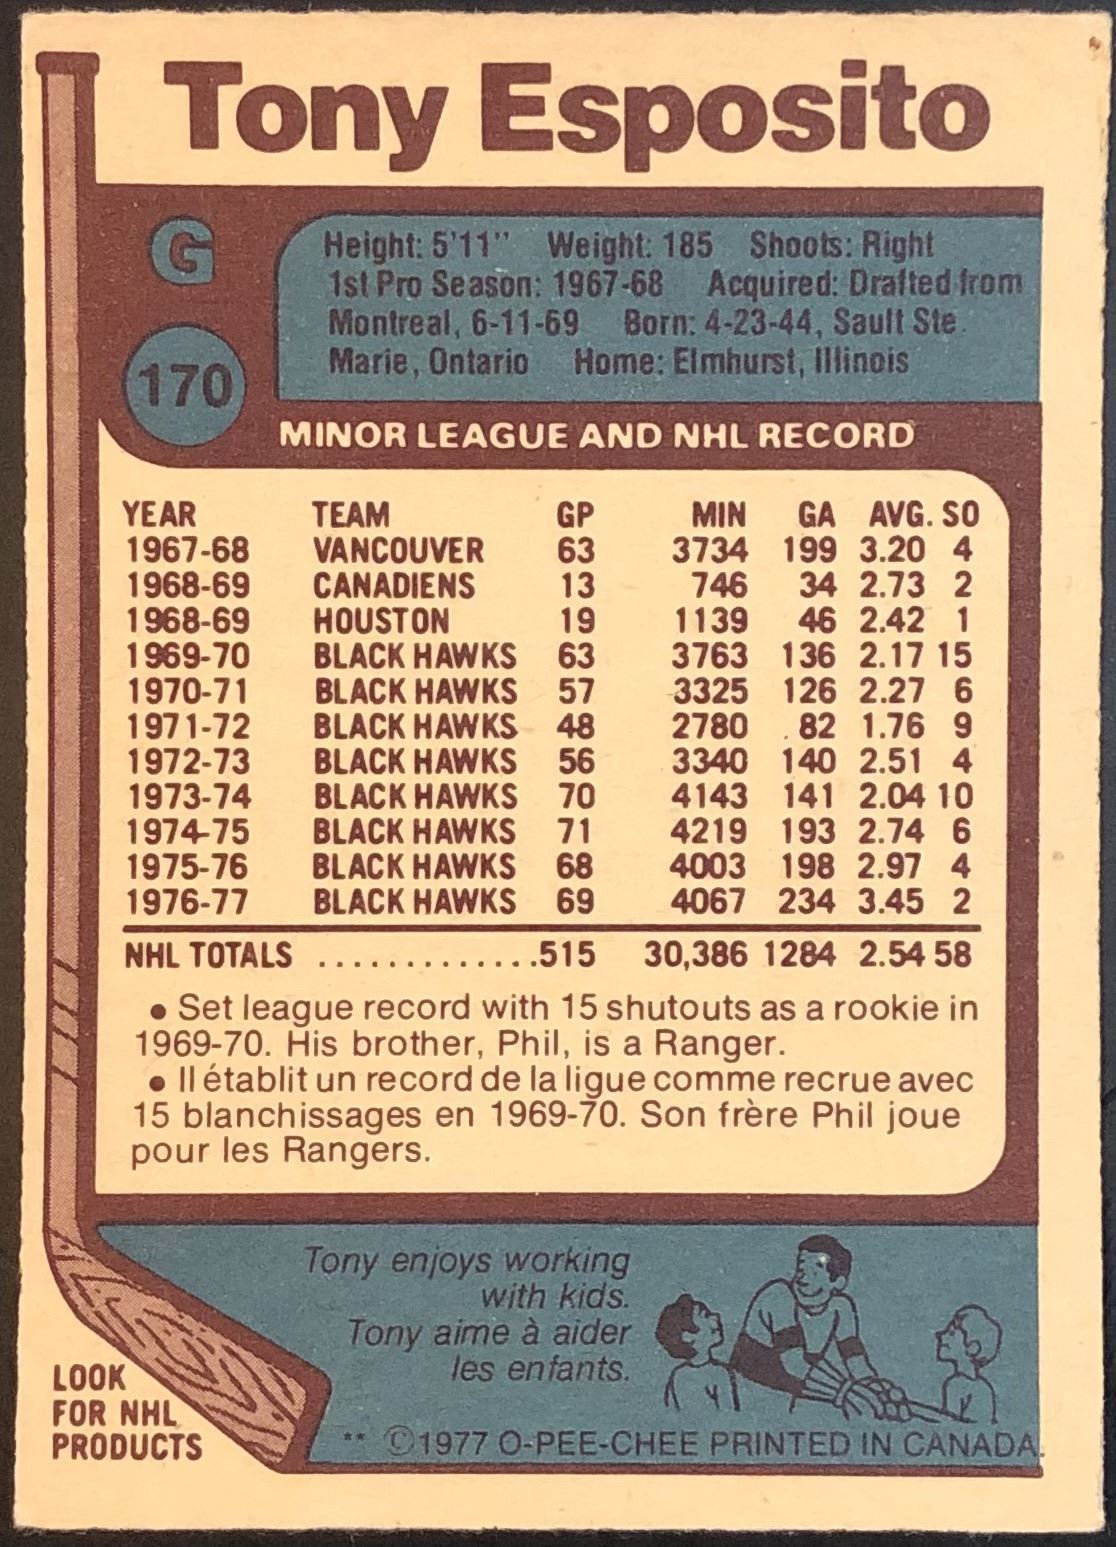 Tony Esposito
G
170
Height: 5'11" Weight: 185 Shoots: Right
1st Pro Season: 1967-68 Acquired: Drafted from
Montreal, 6-11-69 Born: 4-23-44, Sault Ste.
Marie, Ontario Home: Elmhurst, Illinois
MINOR LEAGUE AND NHL RECORD
YEAR TEAM GP MIN GA AVG. SO
1967-68 VANCOUVER 63 3734 199 3.20 4
1968-69 CANADIENS 13 746 34 2.73 2
1968-69 HOUSTON 19 1139 46 2.42 1
1969-70 BLACK HAWKS 63 3763 136 2.17 15
1970-71 BLACK HAWKS 57 3325 126 2.27 6
1971-72 BLACK HAWKS 48 2780 82 1.76 9
1972-73 BLACK HAWKS 56 3340 140 2.51 4
1973-74 BLACK HAWKS 70 4143 141 2.04 10
1974-75 BLACK HAWKS 71 4219 193 2.74 6
1975-76 BLACK HAWKS 68 4003 198 2.97 4
1976-77 BLACK HAWKS 69 4067 234 3.45 2
NHL TOTALS .............515 30,386 1284 2.54 58
• Set league record with 15 shutouts as a rookie in
1969-70. His brother, Phil, is a Ranger.
• Il établit un record de la ligue comme recrue avec
15 blanchissages en 1969-70. Son frère Phil joue
pour les Rangers.
Tony enjoys working
with kids.
Tony aime à aider
les enfants.
LOOK
FOR NHL
PRODUCTS
** ©1977 O-PEE-CHEE PRINTED IN CANADA.